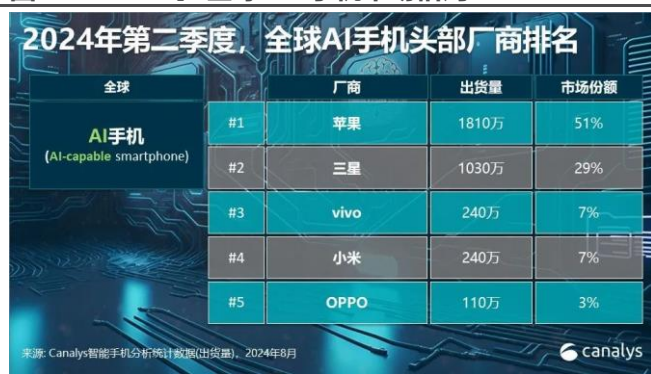 2024年第二季度，全球AI手机头部厂商排名
全球
厂商
出货量
市场份额
AI手机
(AI-capable smartphone)
#1
苹果
1810万
51%
#2
三星
1030万
29%
#3
vivo
240万
7%
#4
小米
240万
7%
#5
OPPO
110万
3%
来源: Canalys智能手机分析统计数据(出货量)，2024年8月
canalys